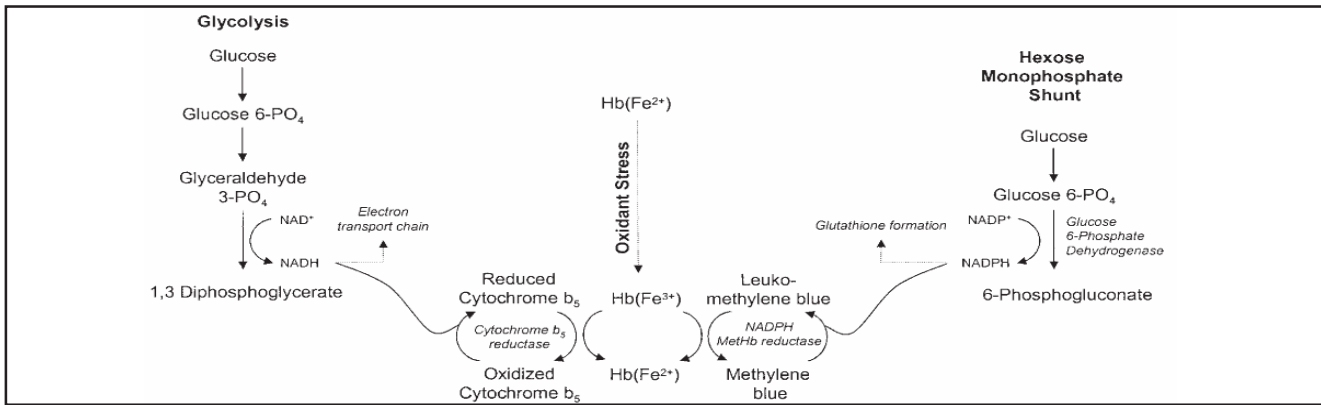 Glycolysis
Glucose
Glucose 6-PO₄
Glyceraldehyde
3-PO₄
NAD⁺
NADH
1,3 Diphosphoglycerate
Electron
transport chain
Reduced
Cytochrome b₅
Cytochrome b₅
reductase
Oxidized
Cytochrome b₅
Hb(Fe²⁺)
Oxidant Stress
Hb(Fe³⁺)
Hb(Fe²⁺)
Leuko-
methylene blue
NADPH
MetHb reductase
Methylene
blue
Glutathione formation
Hexose
Monophosphate
Shunt
Glucose
Glucose 6-PO₄
NADP⁺
NADPH
Glucose
6-Phosphate
Dehydrogenase
6-Phosphogluconate